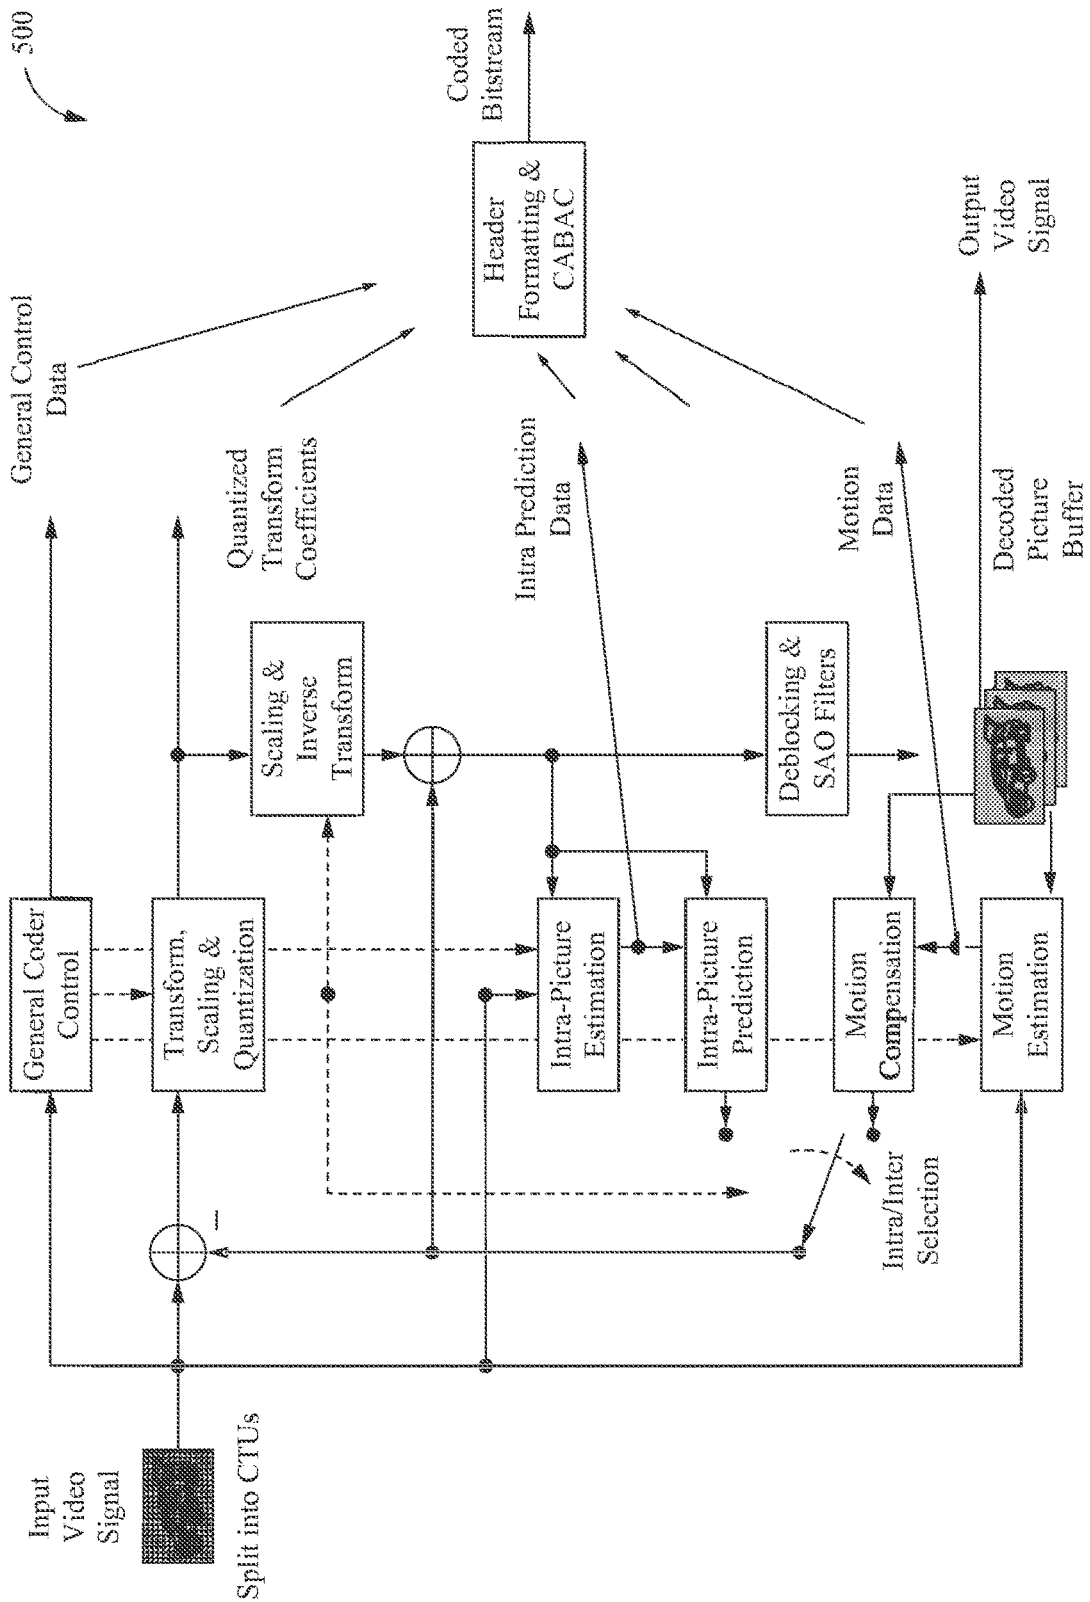 500
Input
Video
Signal
Split into CTUs
General Coder
Control
Transform,
Scaling &
Quantization
General Control
Data
Quantized
Transform
Coefficients
Scaling &
Inverse
Transform
Coded
Bitstream
Header
Formatting &
CABAC
Intra-Picture
Estimation
Intra-Picture
Prediction
Intra Prediction
Data
Deblocking &
SAO Filters
Motion
Compensation
Motion
Estimation
Motion
Data
Intra/Inter
Selection
Decoded
Picture
Buffer
Output
Video
Signal